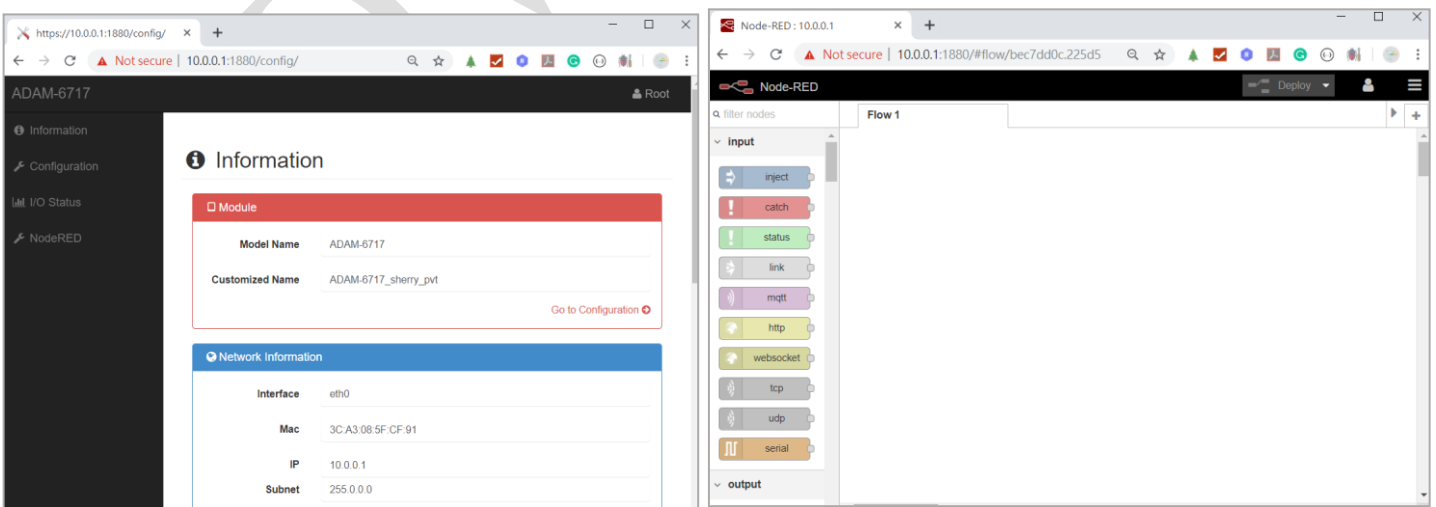 https://10.0.0.1:1880/config/
Not secure | 10.0.0.1:1880/config/
ADAM-6717
Root
Information
Configuration
I/O Status
NodeRED
Information
Module
Model Name ADAM-6717
Customized Name ADAM-6717_sherry_pvt
Go to Configuration
Network Information
Interface eth0
Mac 3C:A3:08:5F:CF:91
IP 10.0.0.1
Subnet 255.0.0.0
Node-RED : 10.0.0.1
Not secure | 10.0.0.1:1880/#flow/bec7dd0c.225d5
Node-RED
Deploy
filter nodes
Flow 1
input
inject
catch
status
link
mqtt
http
websocket
tcp
udp
serial
output